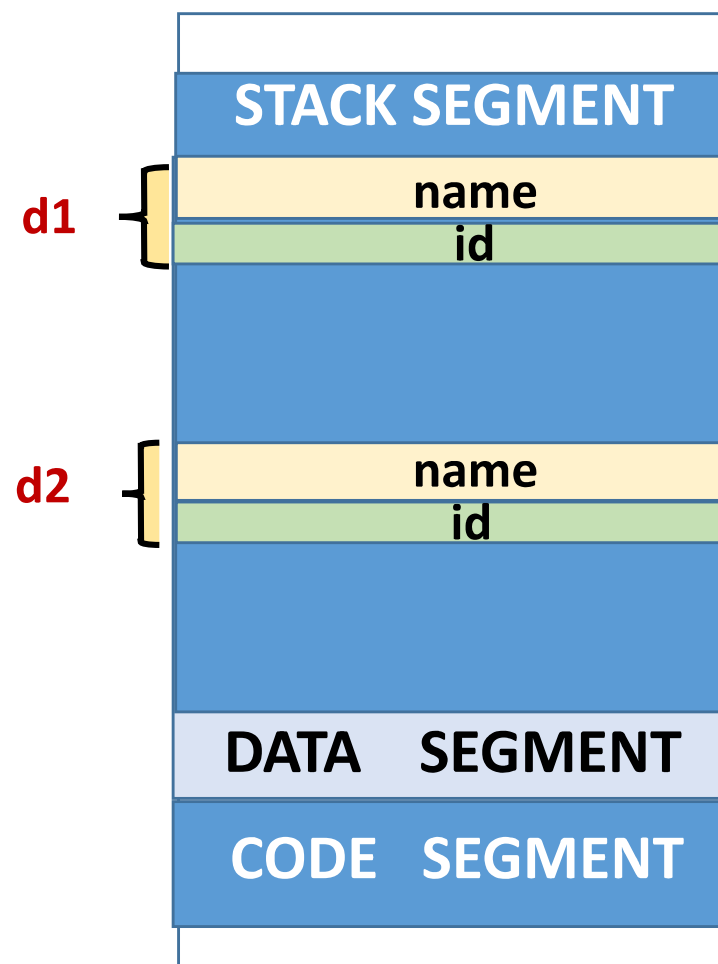 STACK SEGMENT
d1
name
id
d2
name
id
DATA SEGMENT
CODE SEGMENT